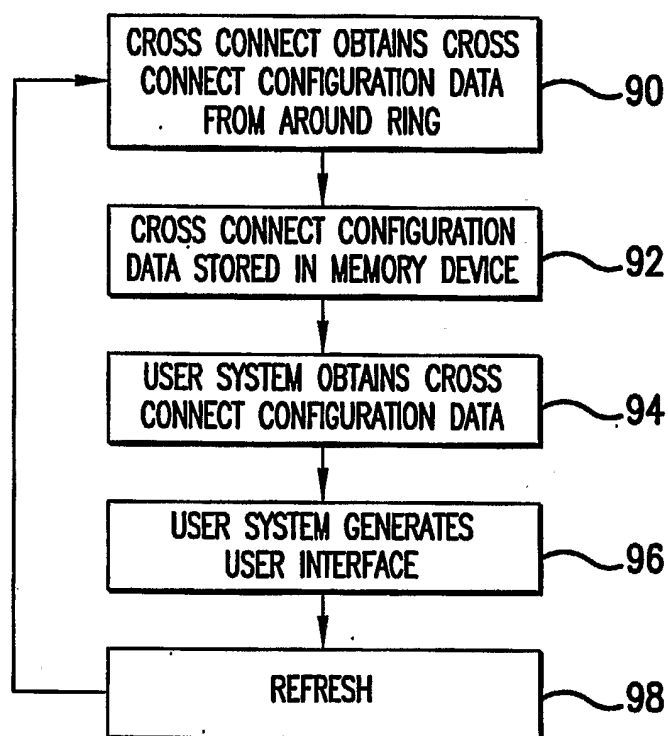 CROSS CONNECT OBTAINS CROSS
CONNECT CONFIGURATION DATA
FROM AROUND RING
90
CROSS CONNECT CONFIGURATION
DATA STORED IN MEMORY DEVICE
92
USER SYSTEM OBTAINS CROSS
CONNECT CONFIGURATION DATA
94
USER SYSTEM GENERATES
USER INTERFACE
96
REFRESH
98